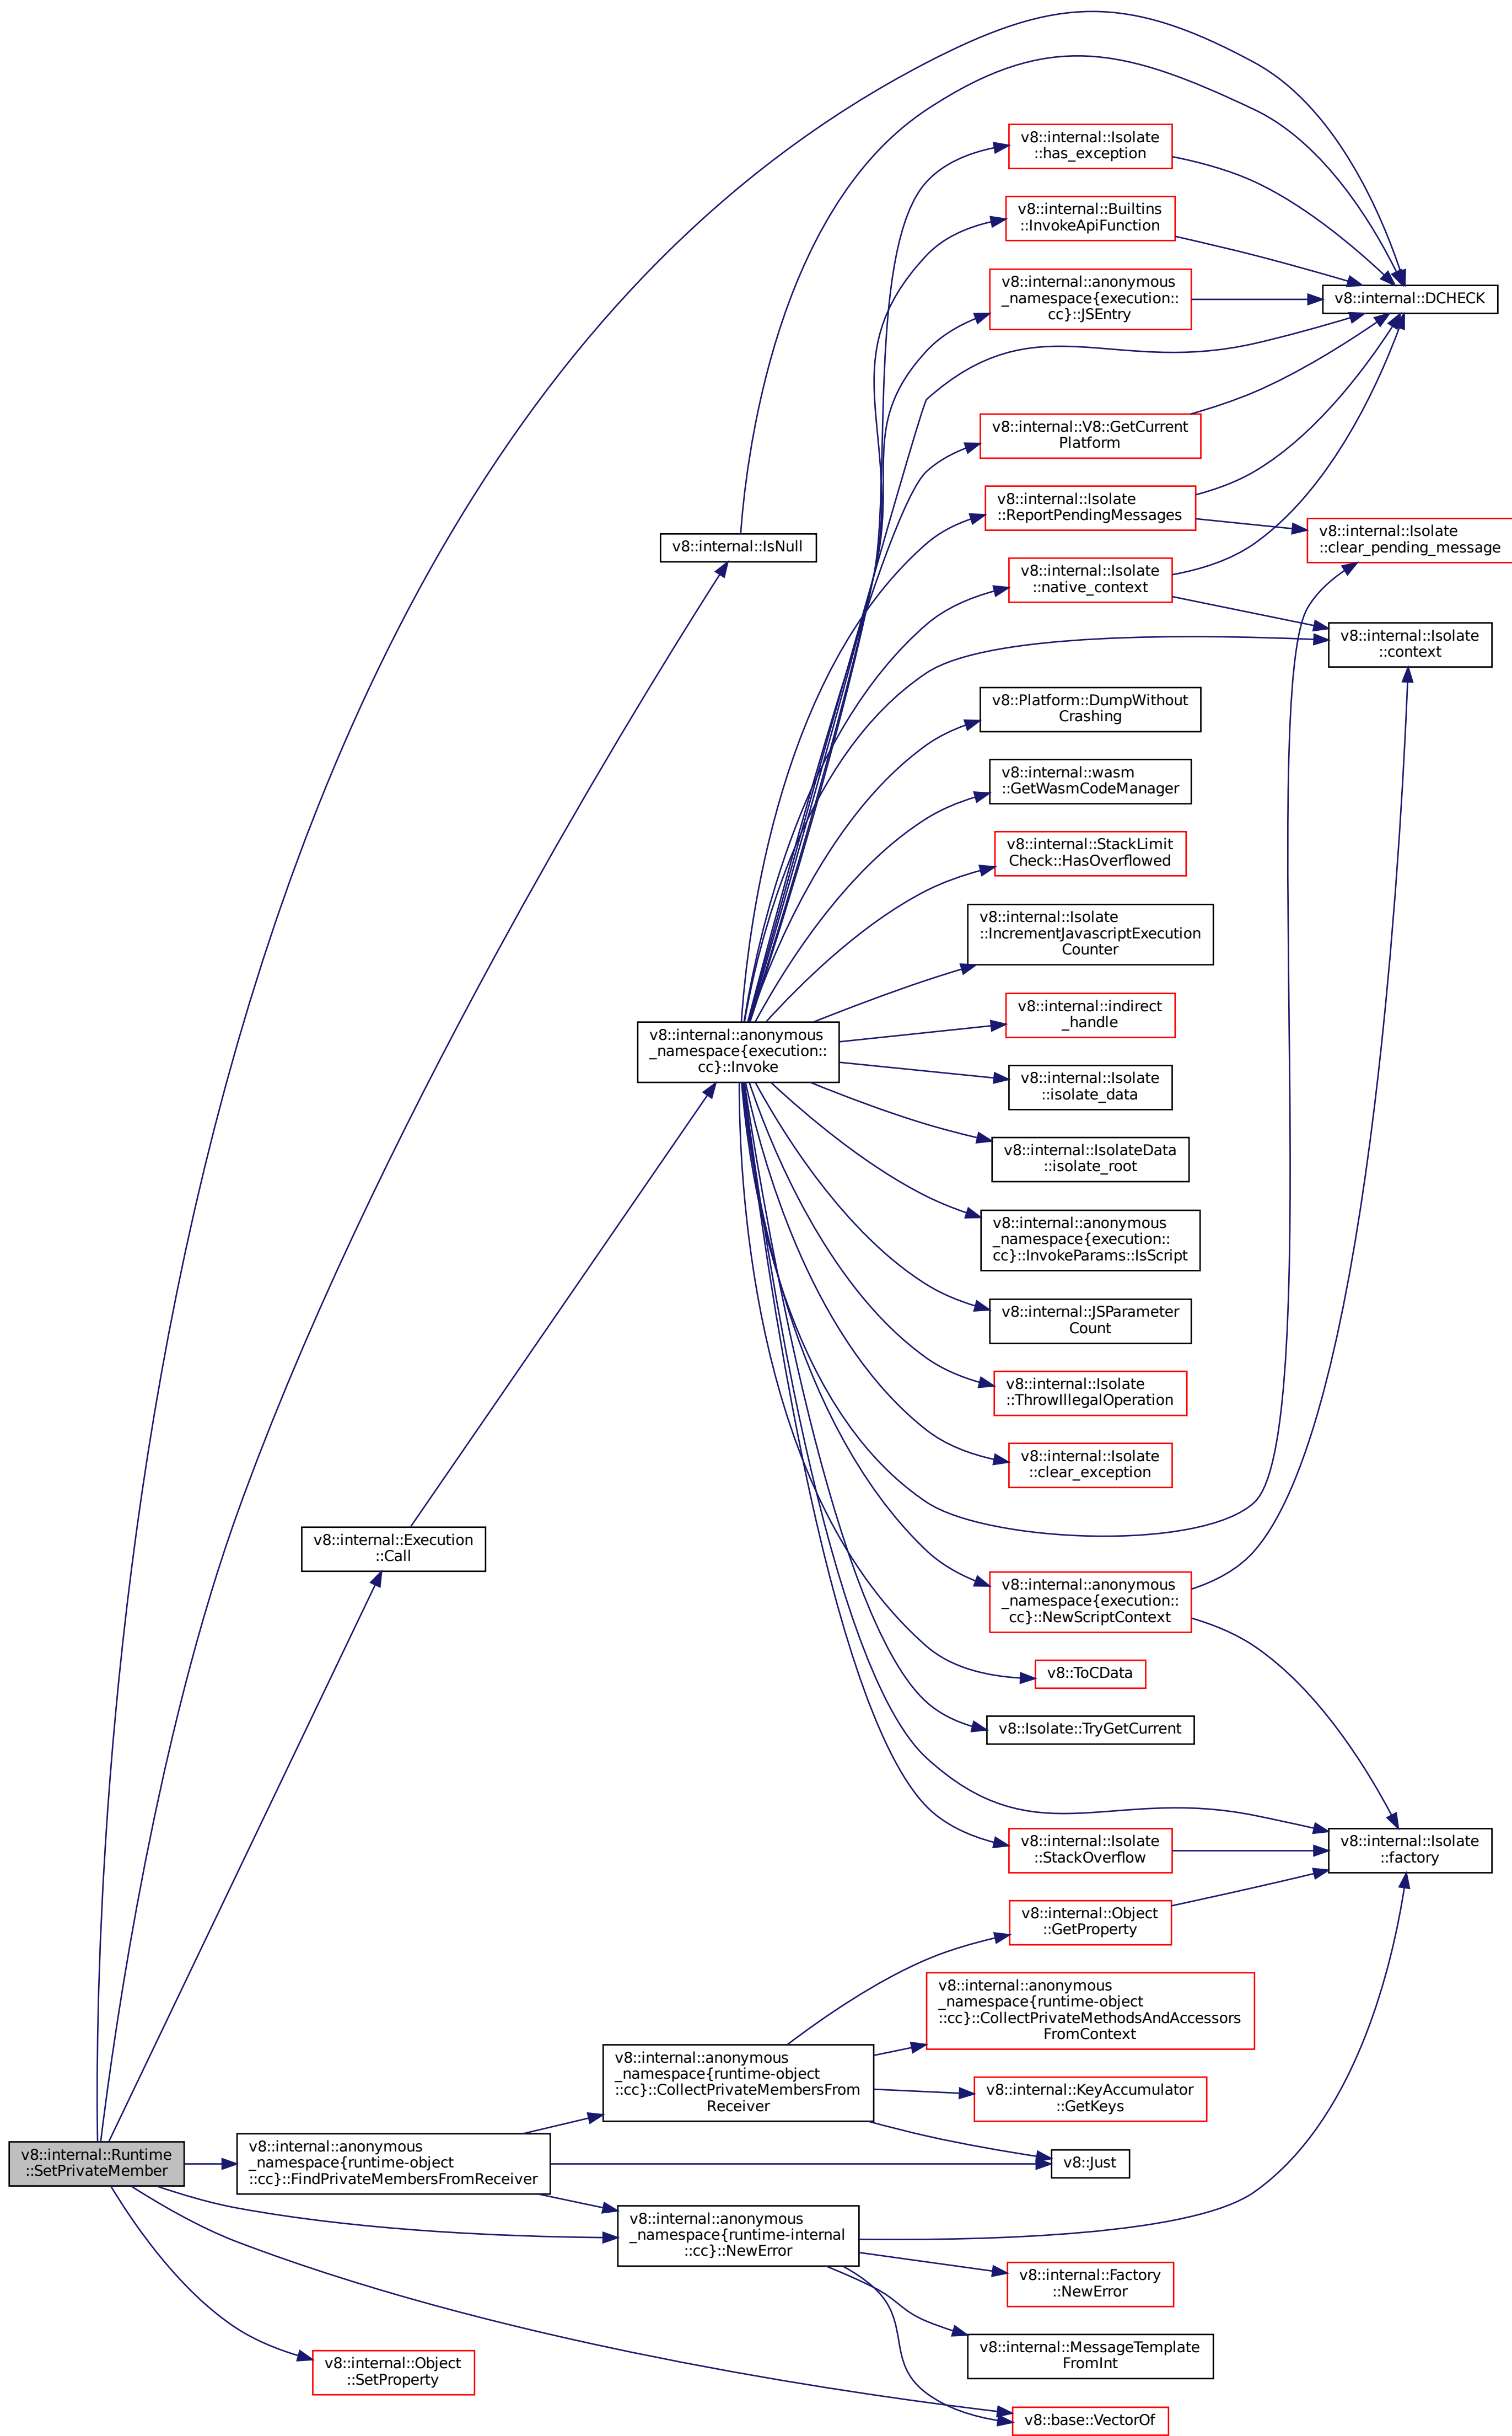 v8::internal::Isolate
::has_exception
v8::internal::Builtins
::InvokeApiFunction
v8::internal::anonymous
_namespace{execution::
cc}::JSEntry
v8::internal::DCHECK
v8::internal::V8::GetCurrent
Platform
v8::internal::Isolate
::ReportPendingMessages
v8::internal::Isolate
::clear_pending_message
v8::internal::IsNull
v8::internal::Isolate
::native_context
v8::internal::Isolate
::context
v8::Platform::DumpWithout
Crashing
v8::internal::wasm
::GetWasmCodeManager
v8::internal::StackLimit
Check::HasOverflowed
v8::internal::Isolate
::IncrementJavascriptExecution
Counter
v8::internal::indirect
_handle
v8::internal::anonymous
_namespace{execution::
cc}::Invoke
v8::internal::Isolate
::isolate_data
v8::internal::IsolateData
::isolate_root
v8::internal::anonymous
_namespace{execution::
cc}::InvokeParams::IsScript
v8::internal::JSParameter
Count
v8::internal::Isolate
::ThrowIllegalOperation
v8::internal::Isolate
::clear_exception
v8::internal::Execution
::Call
v8::internal::anonymous
_namespace{execution::
cc}::NewScriptContext
v8::ToCData
v8::Isolate::TryGetCurrent
v8::internal::Isolate
::StackOverflow
v8::internal::Isolate
::factory
v8::internal::Object
::GetProperty
v8::internal::anonymous
_namespace{runtime-object
::cc}::CollectPrivateMethodsAndAccessors
FromContext
v8::internal::anonymous
_namespace{runtime-object
::cc}::CollectPrivateMembersFrom
Receiver
v8::internal::KeyAccumulator
::GetKeys
v8::internal::Runtime
::SetPrivateMember
v8::internal::anonymous
_namespace{runtime-object
::cc}::FindPrivateMembersFromReceiver
v8::Just
v8::internal::anonymous
_namespace{runtime-internal
::cc}::NewError
v8::internal::Factory
::NewError
v8::internal::MessageTemplate
FromInt
v8::internal::Object
::SetProperty
v8::base::VectorOf